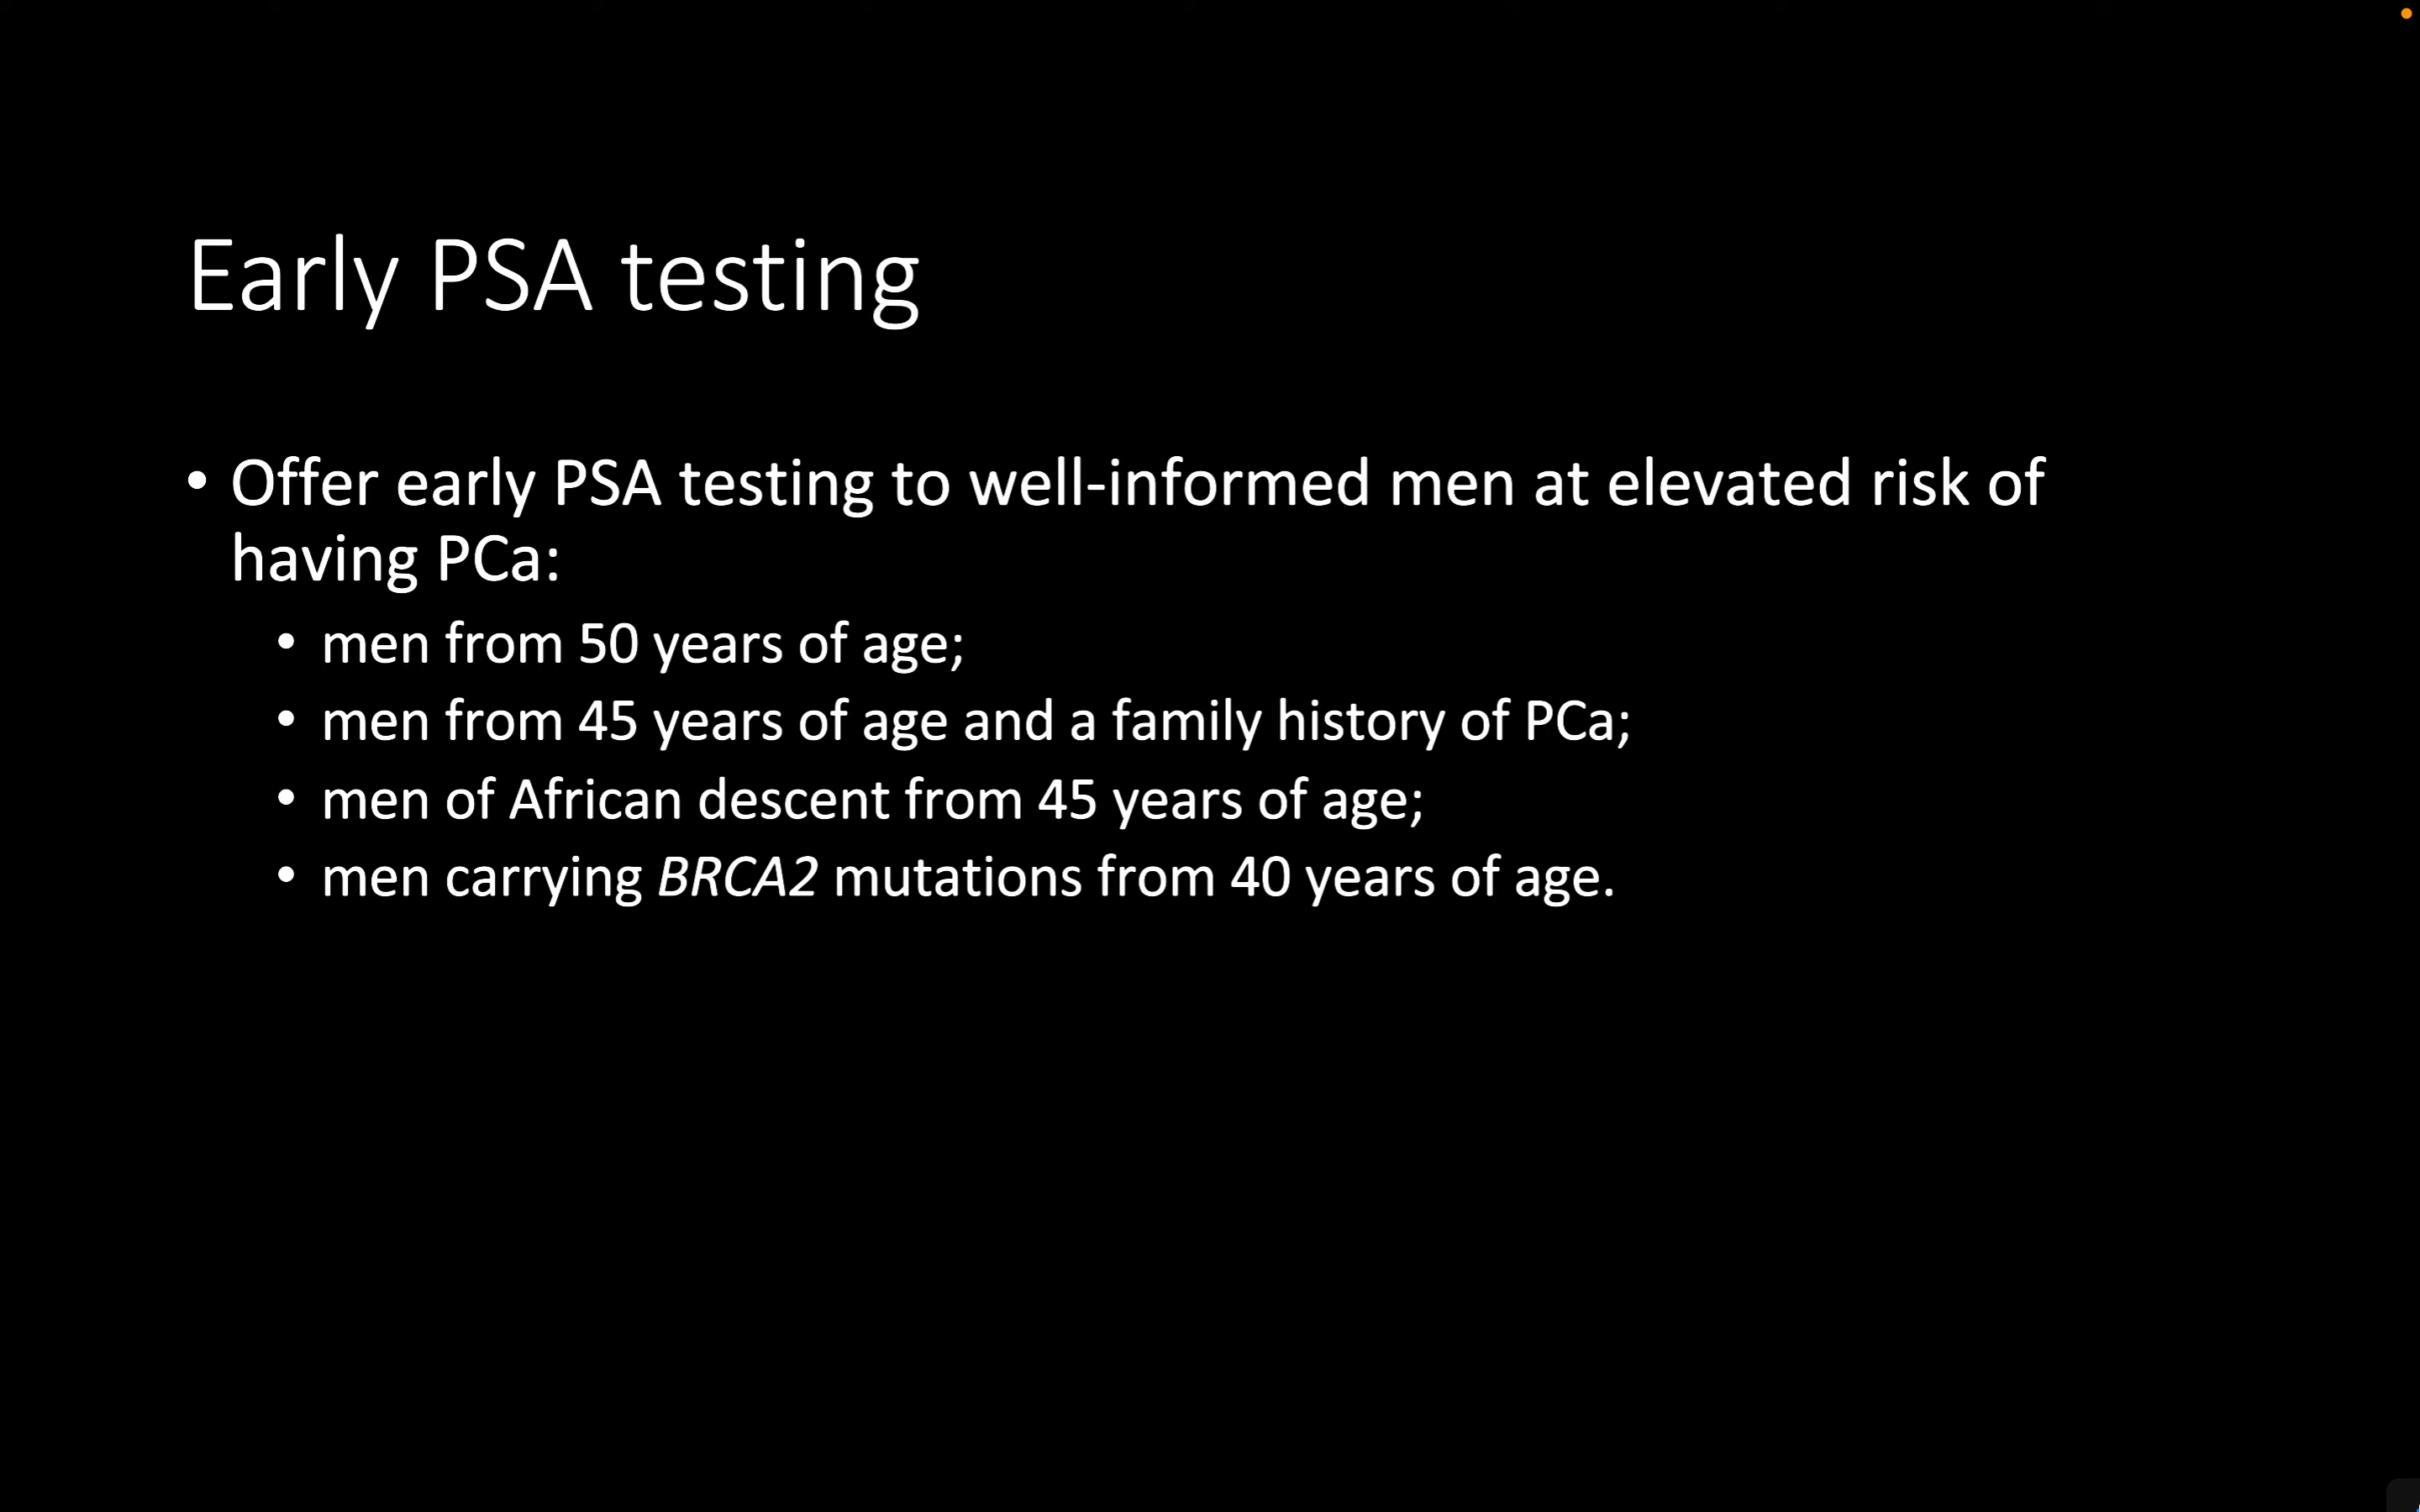 Early PSA testing
• Offer early PSA testing to well-informed men at elevated risk of
having PCa:
• men from 50 years of age;
• men from 45 years of age and a family history of PCa;
• men of African descent from 45 years of age;
• men carrying BRCA2 mutations from 40 years of age.